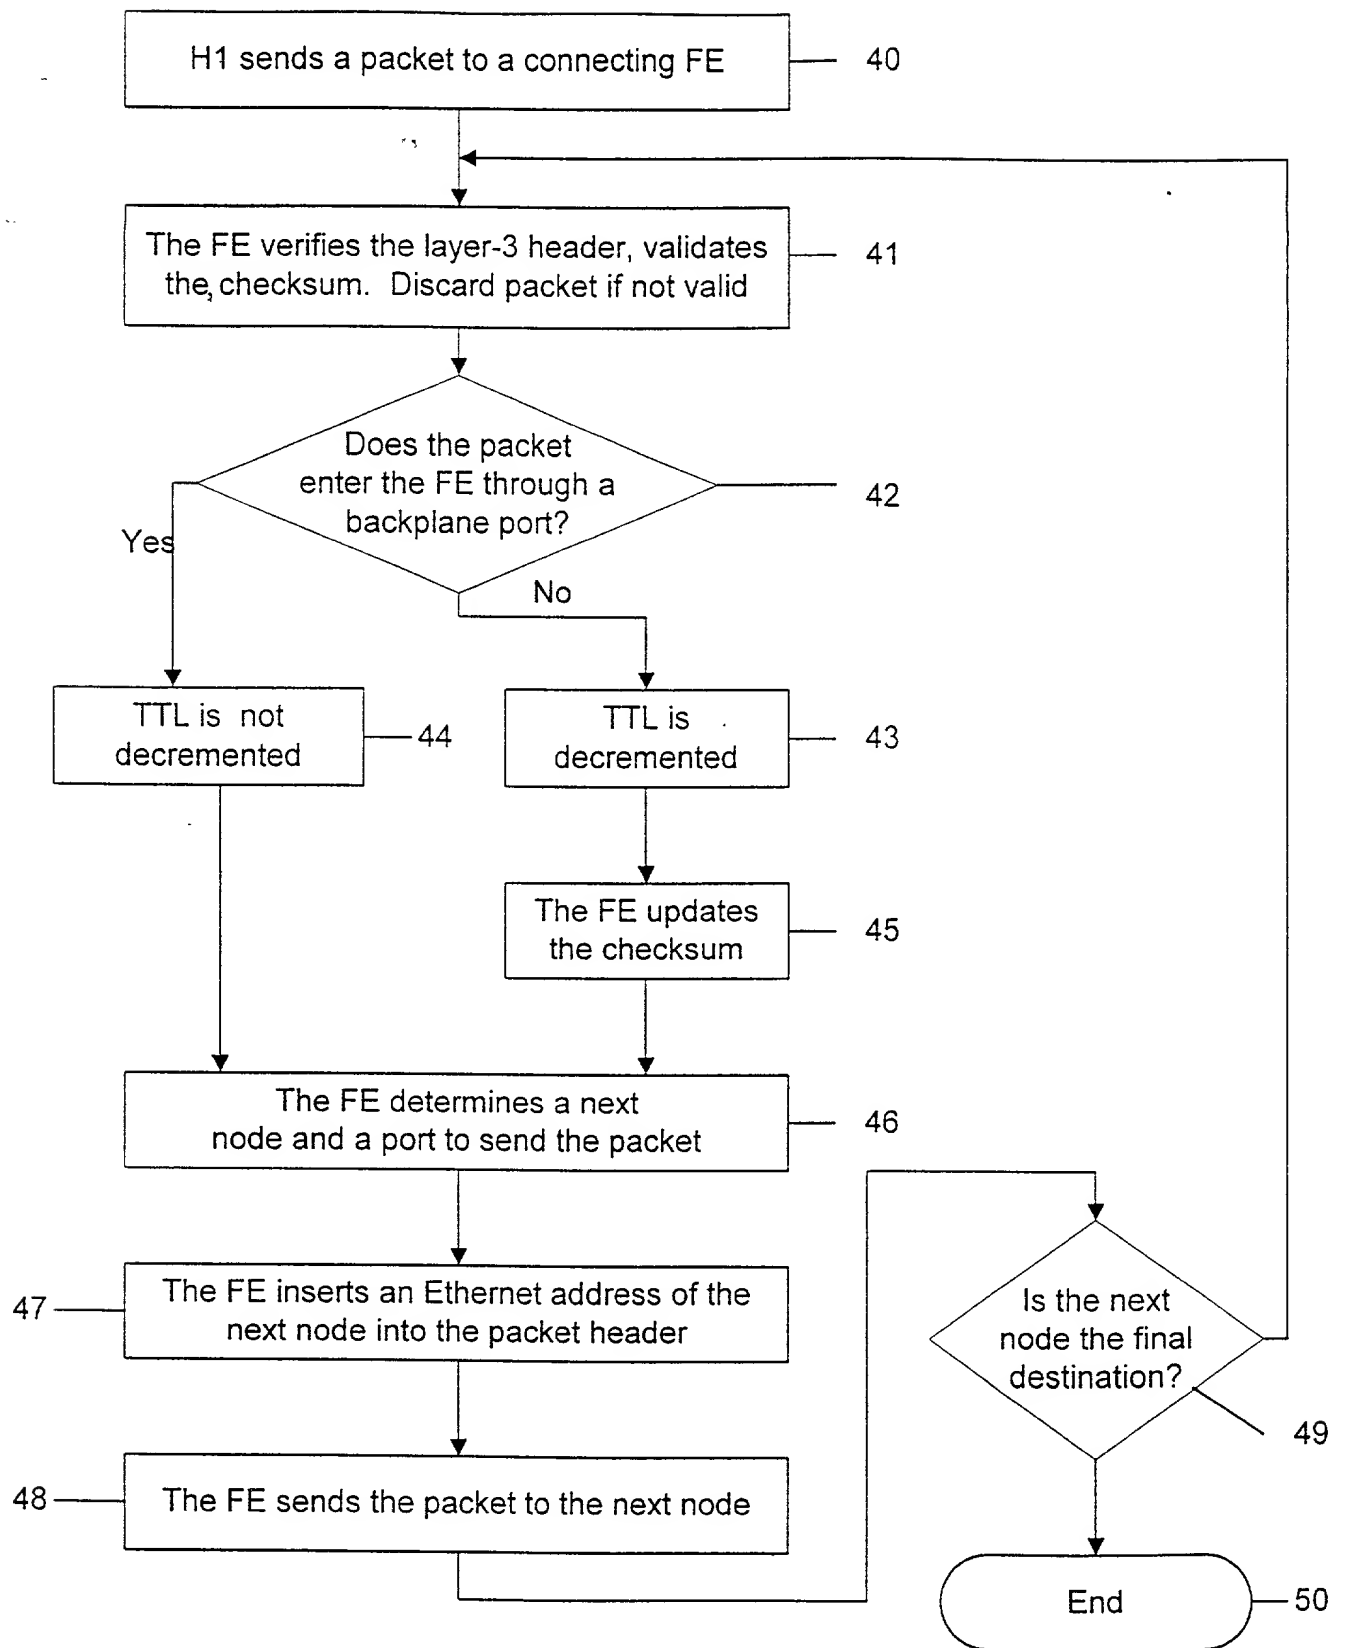 H1 sends a packet to a connecting FE
40
The FE verifies the layer-3 header, validates
the checksum. Discard packet if not valid
41
Does the packet
enter the FE through a
backplane port?
42
Yes
No
TTL is not
decremented
44
TTL is
decremented
43
The FE updates
the checksum
45
The FE determines a next
node and a port to send the packet
46
47
The FE inserts an Ethernet address of the
next node into the packet header
48
The FE sends the packet to the next node
Is the next
node the final
destination?
49
End
50